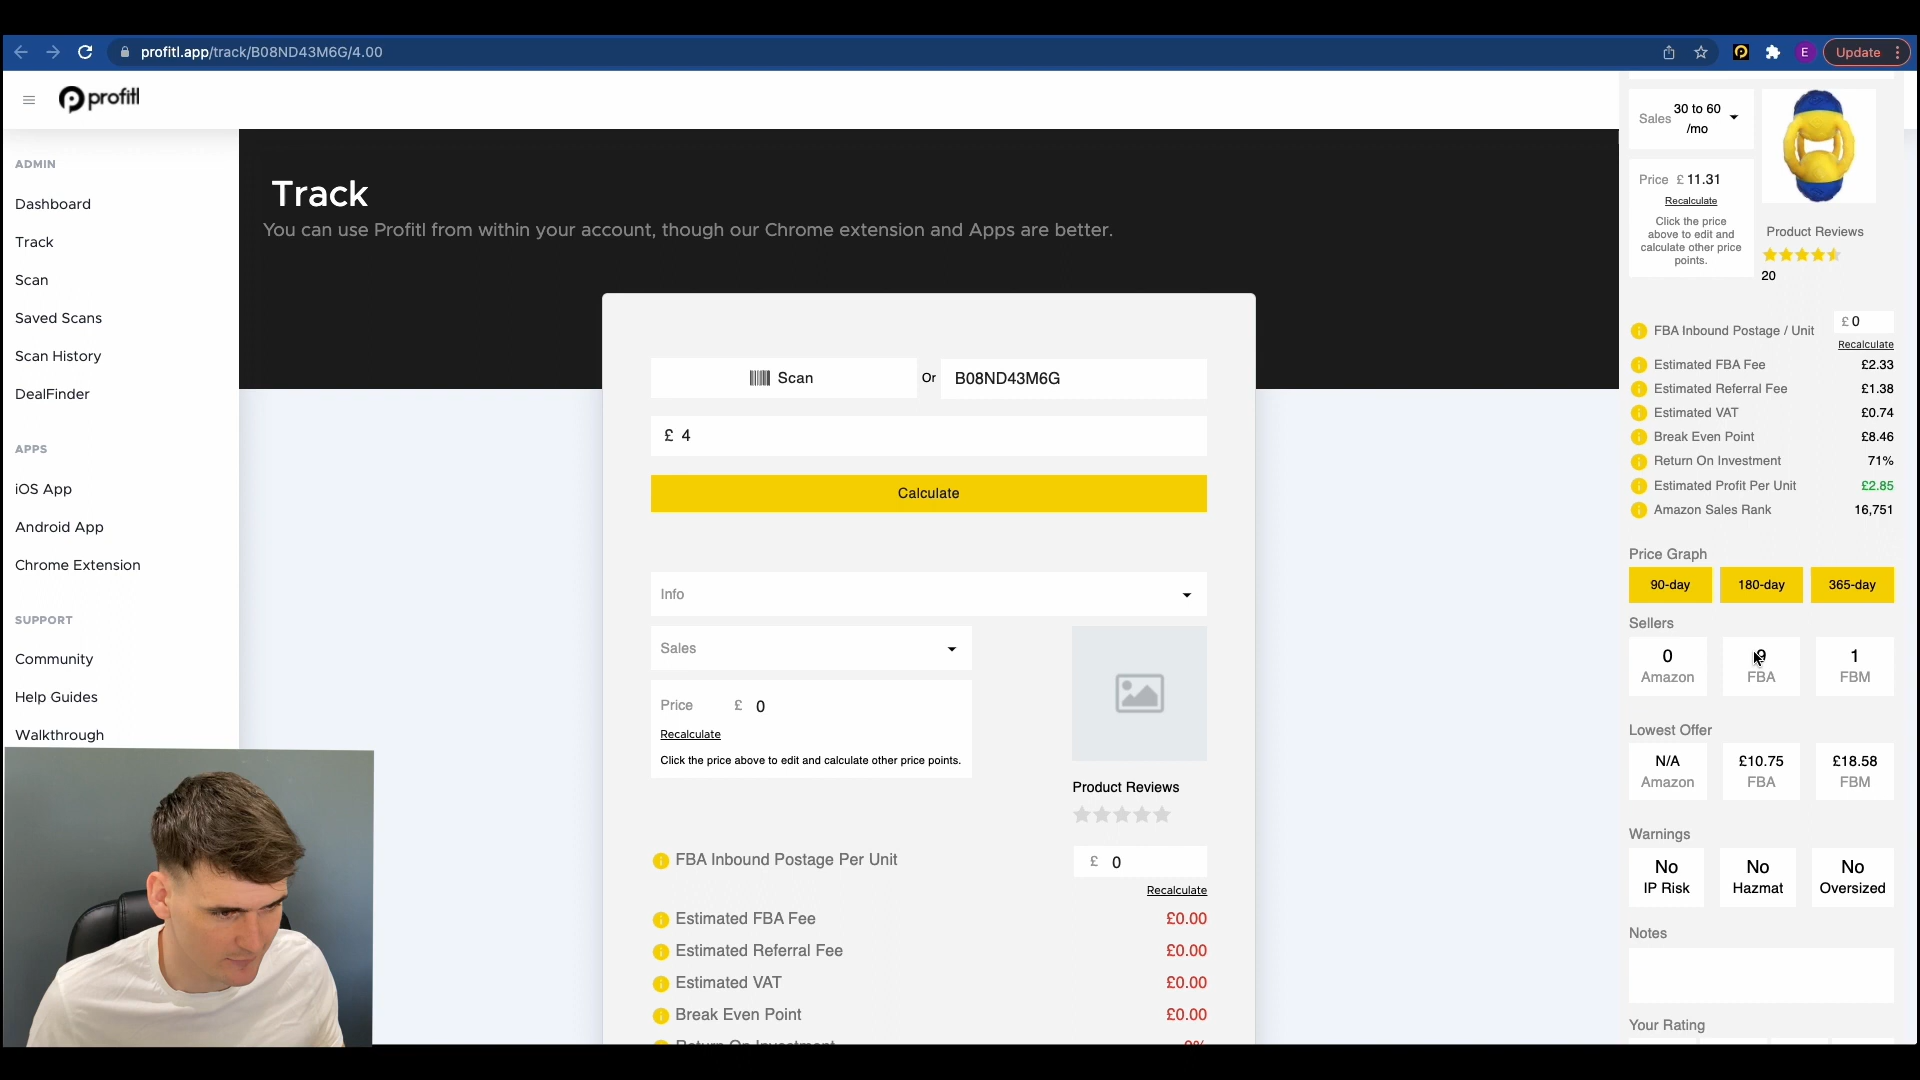 profitl.app/track/B08ND43M6G/4.00
E
Update
profitl
ADMIN
Dashboard
Track
Scan
Saved Scans
Scan History
DealFinder
APPS
iOS App
Android App
Chrome Extension
SUPPORT
Community
Help Guides
Walkthrough
Track
You can use Profitl from within your account, though our Chrome extension and Apps are better.
Scan Or B08ND43M6G
£ 4
Calculate
Info
Sales
Price £ 0
Recalculate
Click the price above to edit and calculate other price points.
Product Reviews
FBA Inbound Postage Per Unit £ 0
Recalculate
Estimated FBA Fee £0.00
Estimated Referral Fee £0.00
Estimated VAT £0.00
Break Even Point £0.00
Return On Investment 0%
Sales 30 to 60
/mo
Price £ 11.31
Recalculate
Click the price
above to edit and
calculate other price
points.
Product Reviews
20
FBA Inbound Postage / Unit £ 0
Recalculate
Estimated FBA Fee £2.33
Estimated Referral Fee £1.38
Estimated VAT £0.74
Break Even Point £8.46
Return On Investment 71%
Estimated Profit Per Unit £2.85
Amazon Sales Rank 16,751
Price Graph
90-day 180-day 365-day
Sellers
0 9 1
Amazon FBA FBM
Lowest Offer
N/A £10.75 £18.58
Amazon FBA FBM
Warnings
No No No
IP Risk Hazmat Oversized
Notes
Your Rating